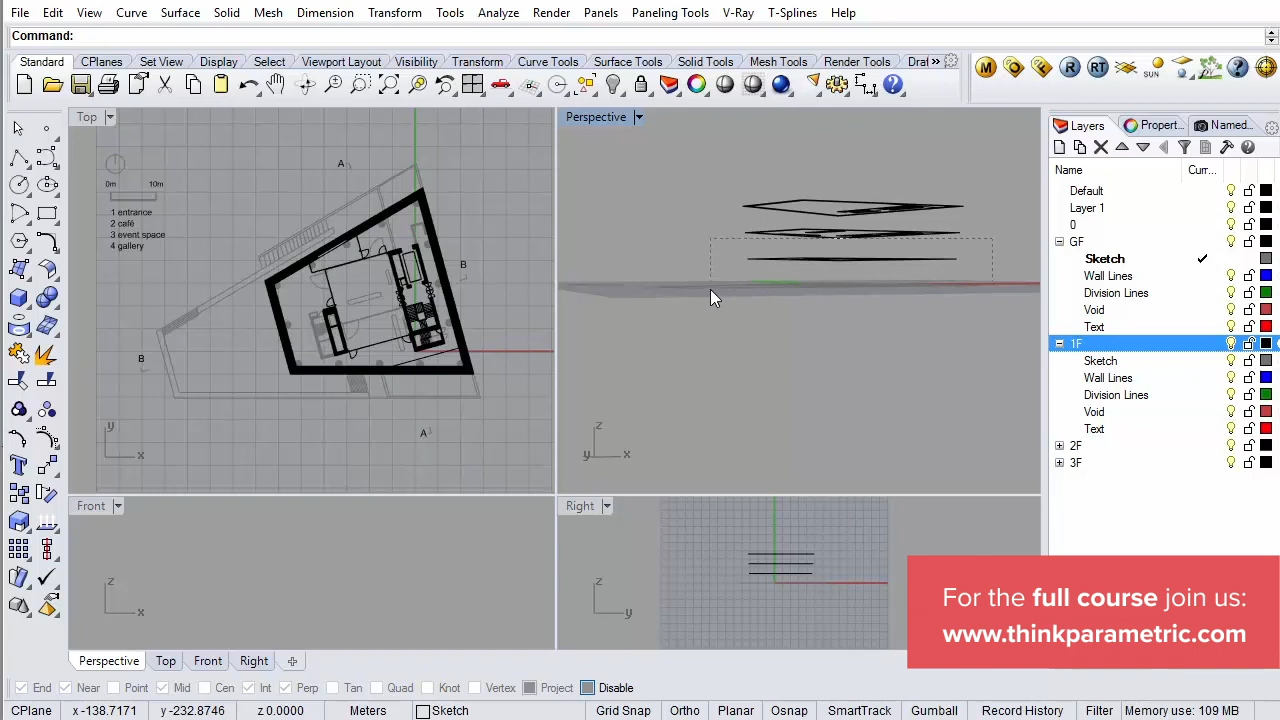 File Edit View Curve Surface Solid Mesh Dimension Transform Tools Analyze Render Panels Paneling Tools V-Ray T-Splines Help
Command:
Standard CPlanes Set View Display Select Viewport Layout Visibility Transform Curve Tools Surface Tools Solid Tools Mesh Tools Render Tools Draf »
M O L R RT SUN
Top
Perspective
Layers Propert... Named...
Name Curr...
Default
Layer 1
0
GF
Sketch
Wall Lines
Division Lines
Void
Text
1F
Sketch
Wall Lines
Division Lines
Void
Text
2F
3F
A
0m 10m
1 entrance
2 café
3 event space
4 gallery
B
B
A
y
x
z
y x
Front
Right
z
x
z
y
For the full course join us:
www.thinkparametric.com
Perspective Top Front Right
End Near Point Mid Cen Int Perp Tan Quad Knot Vertex Project Disable
CPlane x -138.7171 y -232.8746 z 0.0000 Meters Sketch Grid Snap Ortho Planar Osnap SmartTrack Gumball Record History Filter Memory use: 109 MB